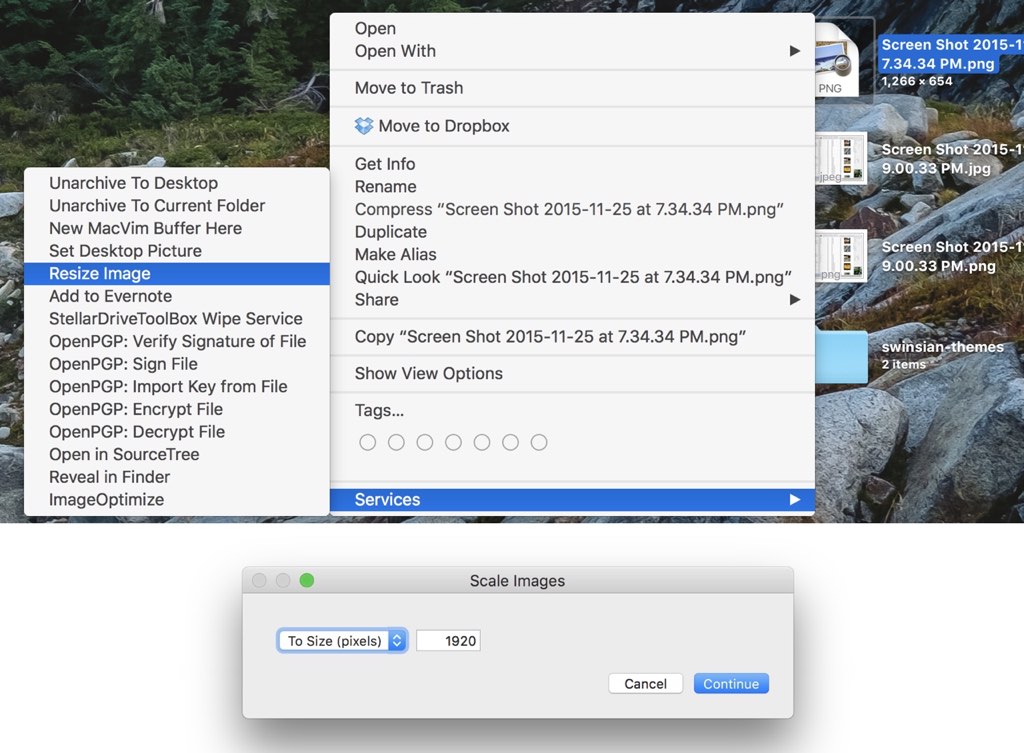 Open
Open With
Move to Trash
Move to Dropbox
Get Info
Rename
Compress “Screen Shot 2015-11-25 at 7.34.34 PM.png”
Duplicate
Make Alias
Quick Look “Screen Shot 2015-11-25 at 7.34.34 PM.png”
Share
Copy “Screen Shot 2015-11-25 at 7.34.34 PM.png”
Show View Options
Tags...
Services
Unarchive To Desktop
Unarchive To Current Folder
New MacVim Buffer Here
Set Desktop Picture
Resize Image
Add to Evernote
StellarDriveToolBox Wipe Service
OpenPGP: Verify Signature of File
OpenPGP: Sign File
OpenPGP: Import Key from File
OpenPGP: Encrypt File
OpenPGP: Decrypt File
Open in SourceTree
Reveal in Finder
ImageOptimize
PNG
Screen Shot 2015-1
7.34.34 PM.png
1,266 × 654
jpeg
Screen Shot 2015-1
9.00.33 PM.jpg
png
Screen Shot 2015-1
9.00.33 PM.png
swinsian-themes
2 items
Scale Images
To Size (pixels)
1920
Cancel
Continue